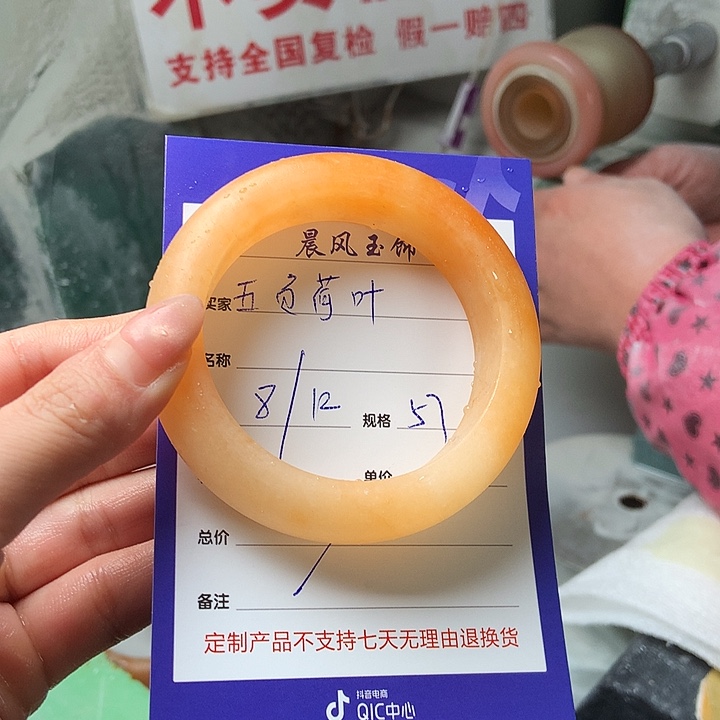 支持全国复检 假一赔四
晨风玉饰
买家 五色荷叶
名称
8/12 规格 57
单价
总价
备注
定制产品不支持七天无理由退换货
抖音电商
QIC中心